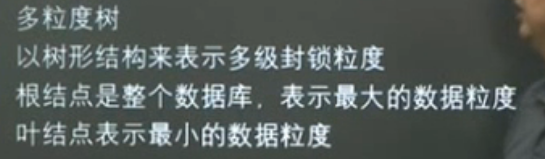 多粒度树
以树形结构来表示多级封锁粒度
根结点是整个数据库，表示最大的数据粒度
叶结点表示最小的数据粒度